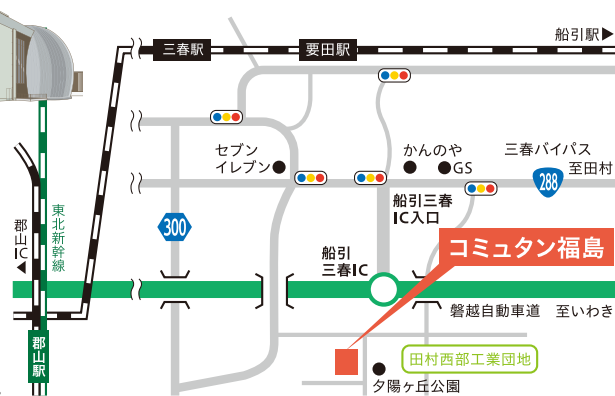 船引駅▶
三春駅
要田駅
セブン
イレブン
かんのや
GS
三春バイパス
至田村
288
船引三春
IC入口
300
東北新幹線
郡山IC◀
船引
三春IC
コミュタン福島
磐越自動車道 至いわき
郡山駅
田村西部工業団地
夕陽ヶ丘公園